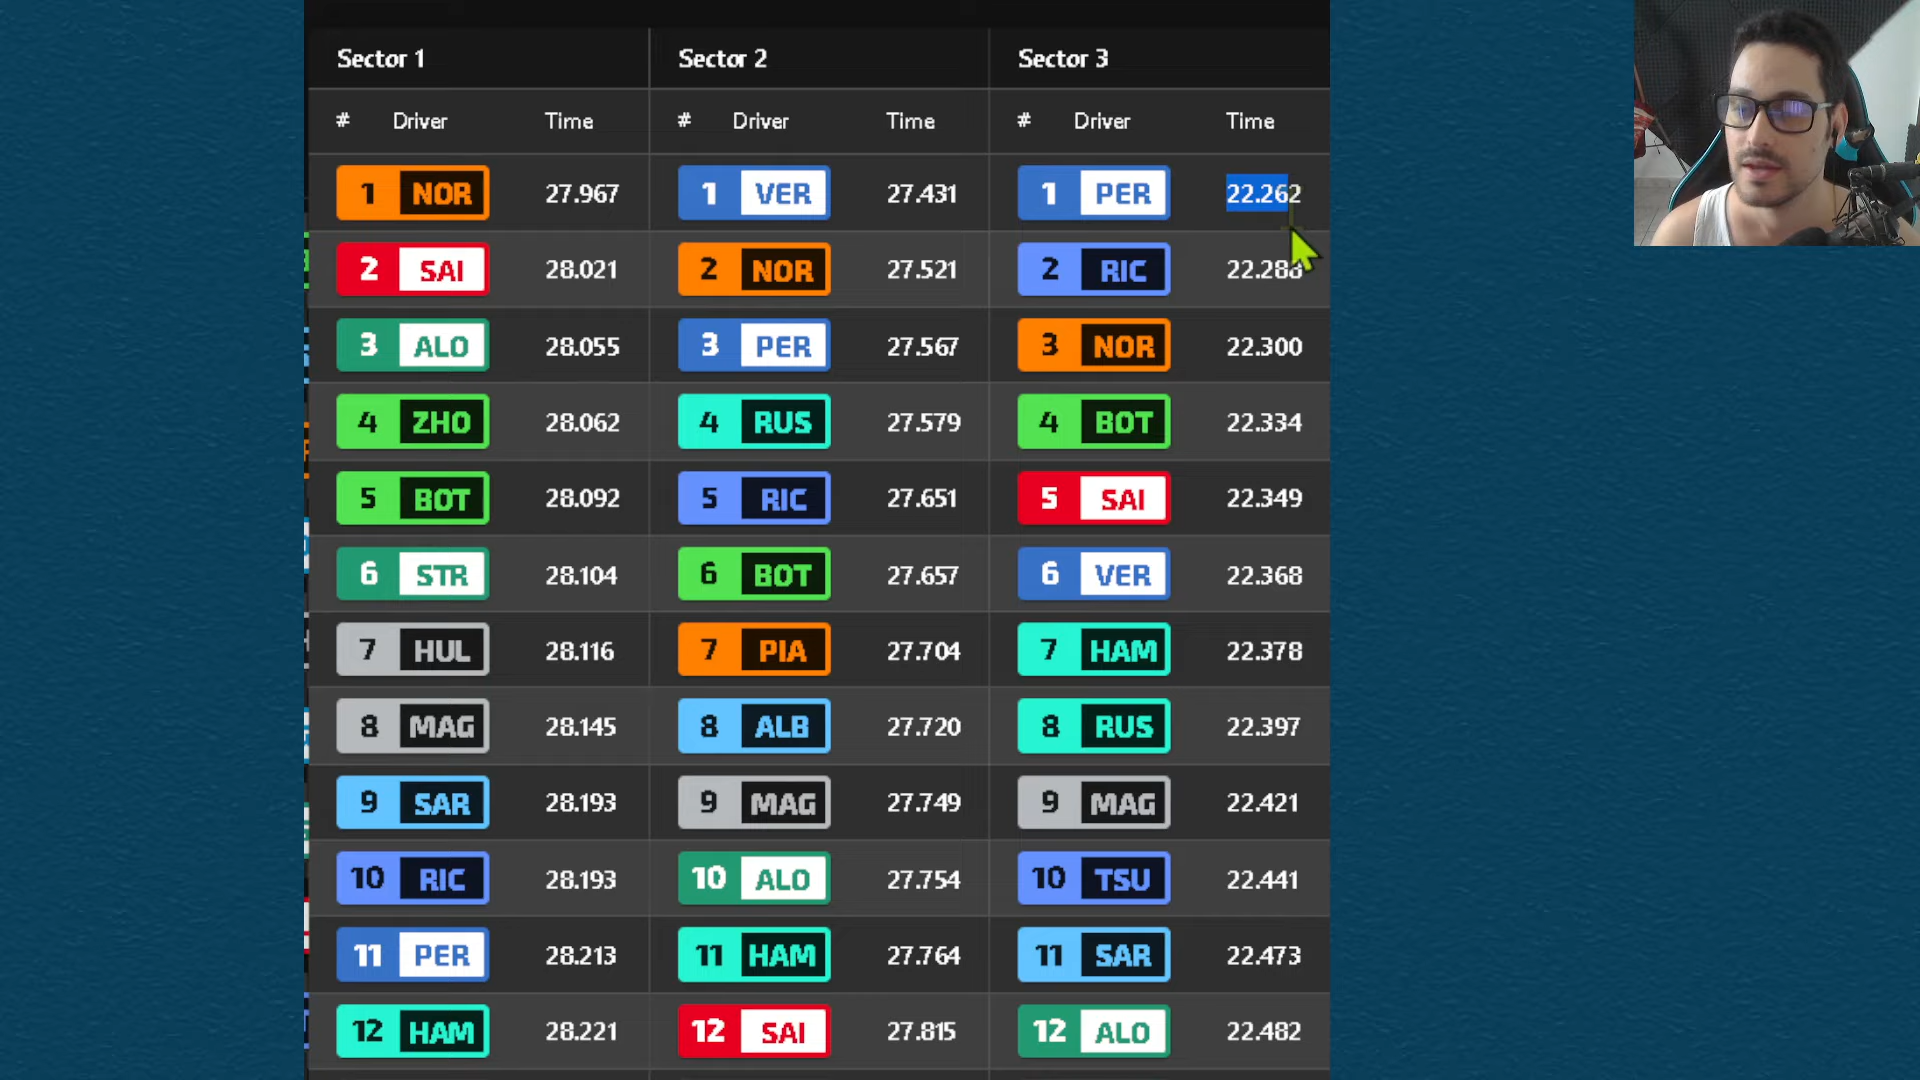 Sector 1 Sector 2 Sector 3
# Driver Time # Driver Time # Driver Time
1 NOR 27.967 1 VER 27.431 1 PER 22.262
2 SAI 28.021 2 NOR 27.521 2 RIC
3 ALO 28.055 3 PER 27.567 3 NOR 22.300
4 ZHO 28.062 4 RUS 27.579 4 BOT 22.334
5 BOT 28.092 5 RIC 27.651 5 SAI 22.349
6 STR 28.104 6 BOT 27.657 6 VER 22.368
7 HUL 28.116 7 PIA 27.704 7 HAM 22.378
8 MAG 28.145 8 ALB 27.720 8 RUS 22.397
9 SAR 28.193 9 MAG 27.749 9 MAG 22.421
10 RIC 28.193 10 ALO 27.754 10 TSU 22.441
11 PER 28.213 11 HAM 27.764 11 SAR 22.473
12 HAM 28.221 12 SAI 27.815 12 ALO 22.482